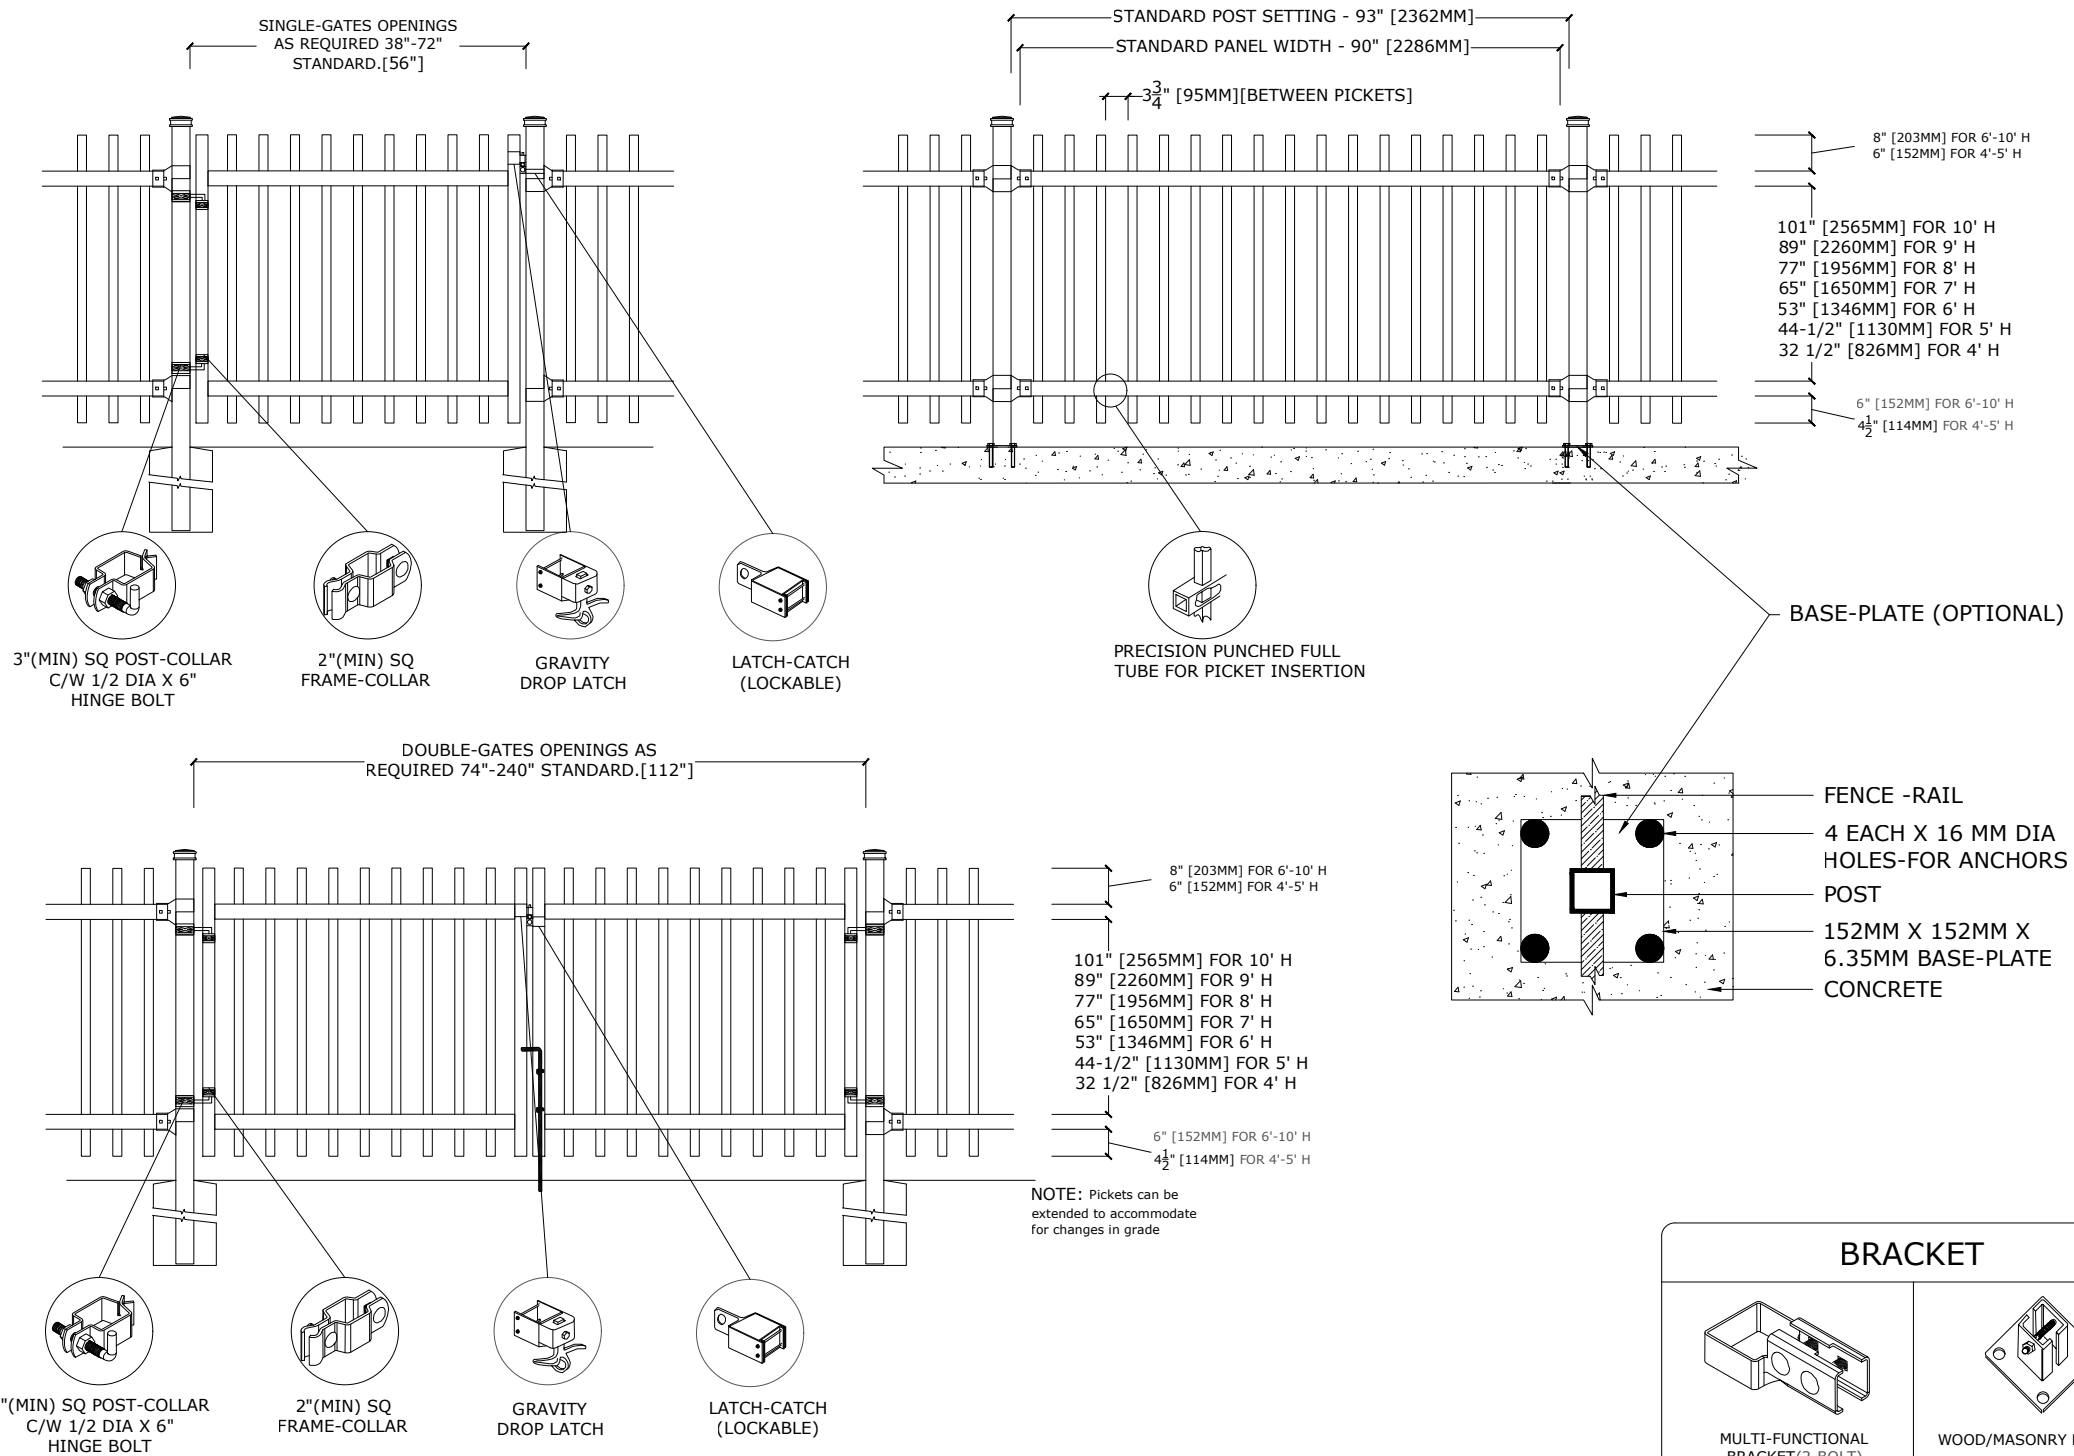 SINGLE-GATES OPENINGS
AS REQUIRED 38"-72"
STANDARD.[56"]
3"(MIN) SQ POST-COLLAR
C/W 1/2 DIA X 6"
HINGE BOLT
2"(MIN) SQ
FRAME-COLLAR
GRAVITY
DROP LATCH
LATCH-CATCH
(LOCKABLE)
STANDARD POST SETTING - 93" [2362MM]
STANDARD PANEL WIDTH - 90" [2286MM]
3 3/4" [95MM][BETWEEN PICKETS]
8" [203MM] FOR 6'-10' H
6" [152MM] FOR 4'-5' H
101" [2565MM] FOR 10' H
89" [2260MM] FOR 9' H
77" [1956MM] FOR 8' H
65" [1650MM] FOR 7' H
53" [1346MM] FOR 6' H
44-1/2" [1130MM] FOR 5' H
32 1/2" [826MM] FOR 4' H
6" [152MM] FOR 6'-10' H
4 1/2" [114MM] FOR 4'-5' H
PRECISION PUNCHED FULL
TUBE FOR PICKET INSERTION
BASE-PLATE (OPTIONAL)
FENCE -RAIL
4 EACH X 16 MM DIA
HOLES-FOR ANCHORS
POST
152MM X 152MM X
6.35MM BASE-PLATE
CONCRETE
DOUBLE-GATES OPENINGS AS
REQUIRED 74"-240" STANDARD.[112"]
8" [203MM] FOR 6'-10' H
6" [152MM] FOR 4'-5' H
101" [2565MM] FOR 10' H
89" [2260MM] FOR 9' H
77" [1956MM] FOR 8' H
65" [1650MM] FOR 7' H
53" [1346MM] FOR 6' H
44-1/2" [1130MM] FOR 5' H
32 1/2" [826MM] FOR 4' H
6" [152MM] FOR 6'-10' H
4 1/2" [114MM] FOR 4'-5' H
NOTE: Pickets can be
extended to accommodate
for changes in grade
"(MIN) SQ POST-COLLAR
C/W 1/2 DIA X 6"
HINGE BOLT
2"(MIN) SQ
FRAME-COLLAR
GRAVITY
DROP LATCH
LATCH-CATCH
(LOCKABLE)
BRACKET
MULTI-FUNCTIONAL
BRACKET(2-BOLT)
WOOD/MASONRY